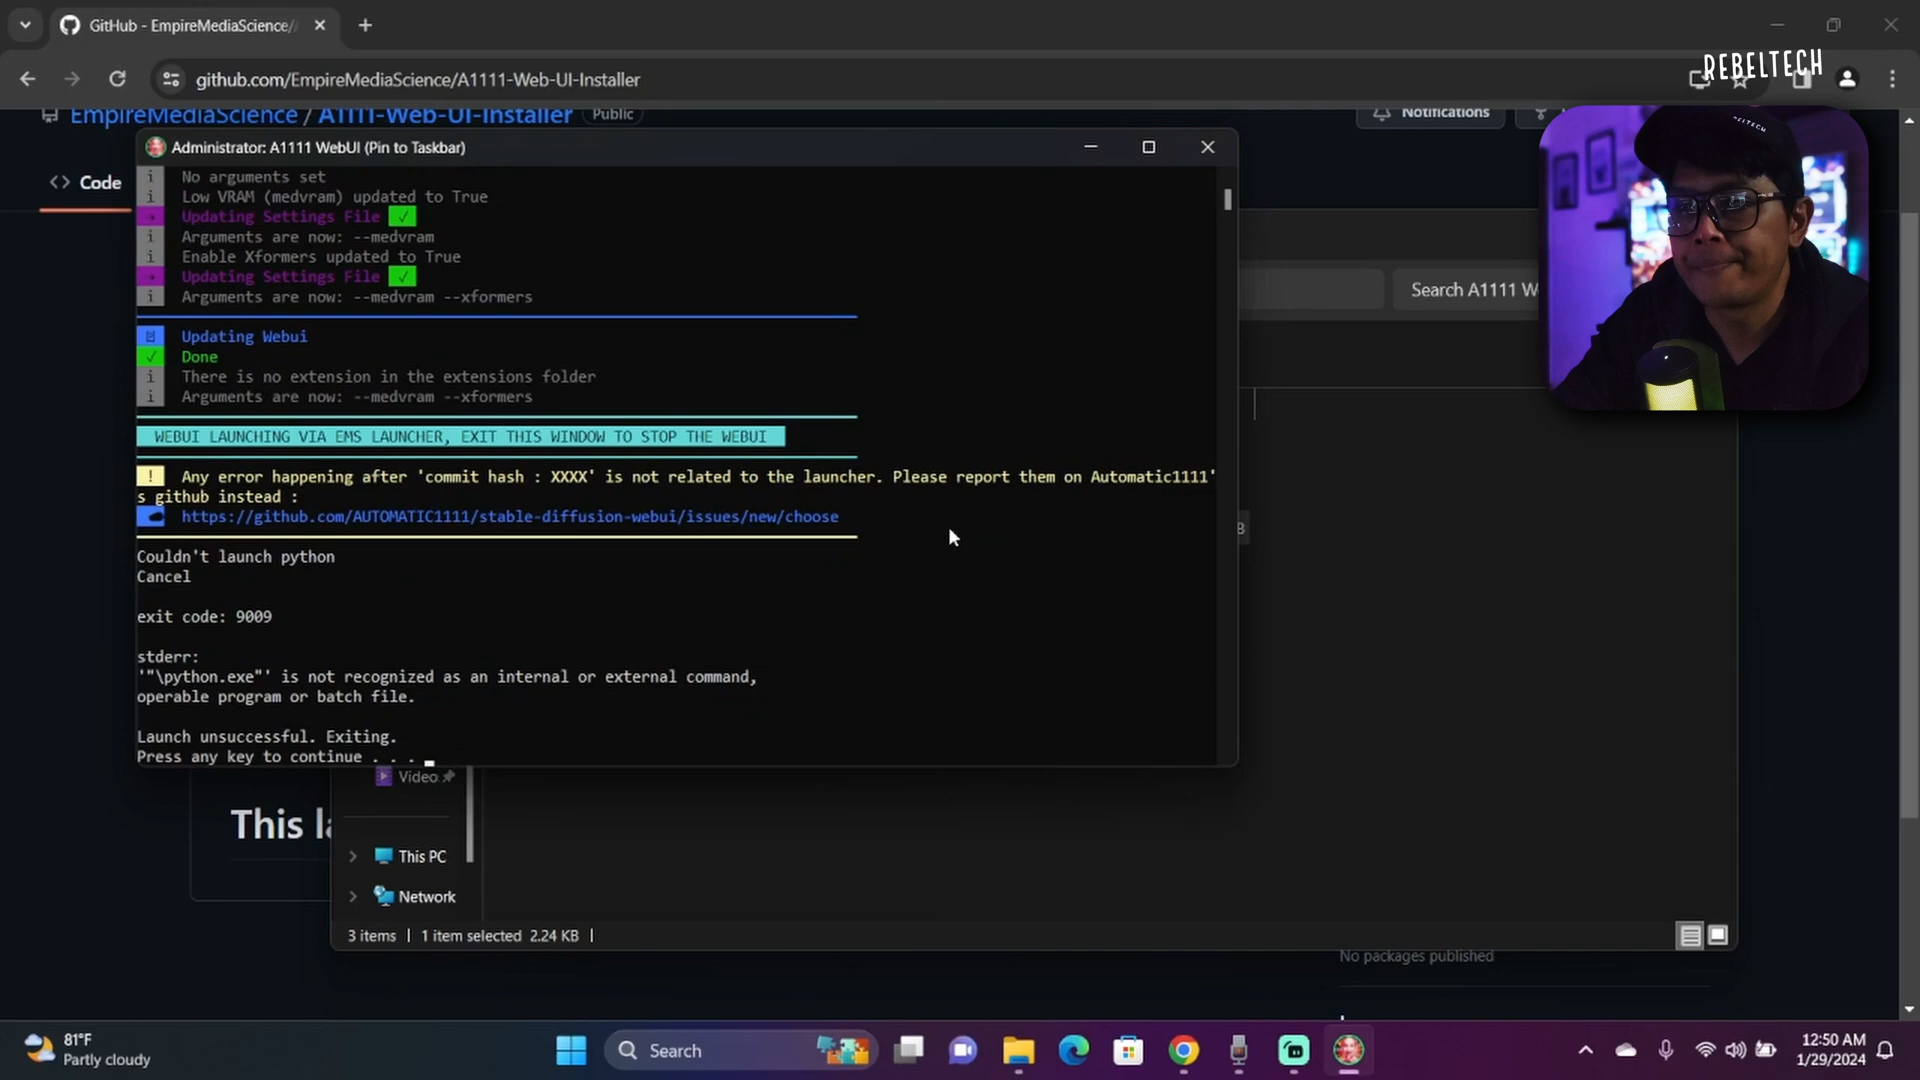 GitHub - EmpireMediaScience/
github.com/EmpireMediaScience/A1111-Web-UI-Installer
REBELTECH
EmpireMediaScience / A1111-Web-UI-Installer Public
Notifications
Code
Administrator: A1111 WebUI (Pin to Taskbar)
No arguments set
Low VRAM (medvram) updated to True
Updating Settings File
Arguments are now: --medvram
Enable Xformers updated to True
Updating Settings File
Arguments are now: --medvram --xformers
Search A1111 W
Updating Webui
Done
There is no extension in the extensions folder
Arguments are now: --medvram --xformers
WEBUI LAUNCHING VIA EMS LAUNCHER, EXIT THIS WINDOW TO STOP THE WEBUI
! Any error happening after 'commit hash : XXXX' is not related to the launcher. Please report them on Automatic1111'
s github instead :
https://github.com/AUTOMATIC1111/stable-diffusion-webui/issues/new/choose
Couldn't launch python
Cancel
exit code: 9009
stderr:
'"\python.exe"' is not recognized as an internal or external command,
operable program or batch file.
Launch unsuccessful. Exiting.
Press any key to continue . . .
Video
This la
This PC
Network
3 items | 1 item selected 2.24 KB |
No packages published
81°F
Partly cloudy
Search
12:50 AM
1/29/2024